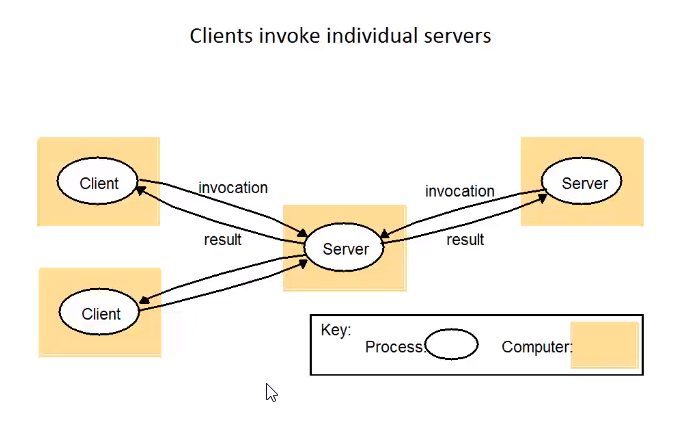 Clients invoke individual servers
Client
invocation
result
Server
invocation
result
Server
Client
Key:
Process:
Computer: